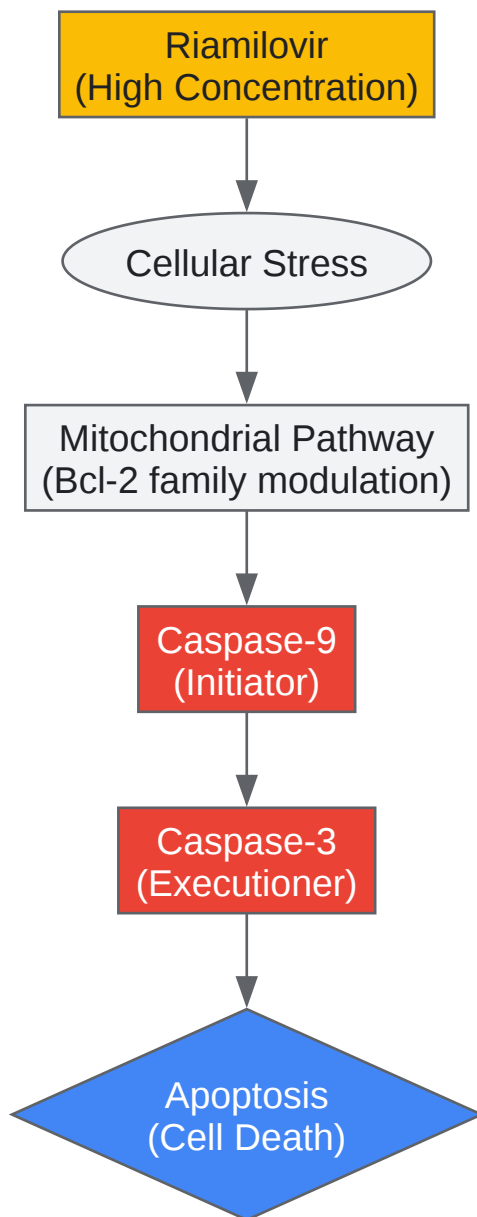 Riamilovir
(High Concentration)
Cellular Stress
Mitochondrial Pathway
(Bcl-2 family modulation)
Caspase-9
(Initiator)
Caspase-3
(Executioner)
Apoptosis
(Cell Death)